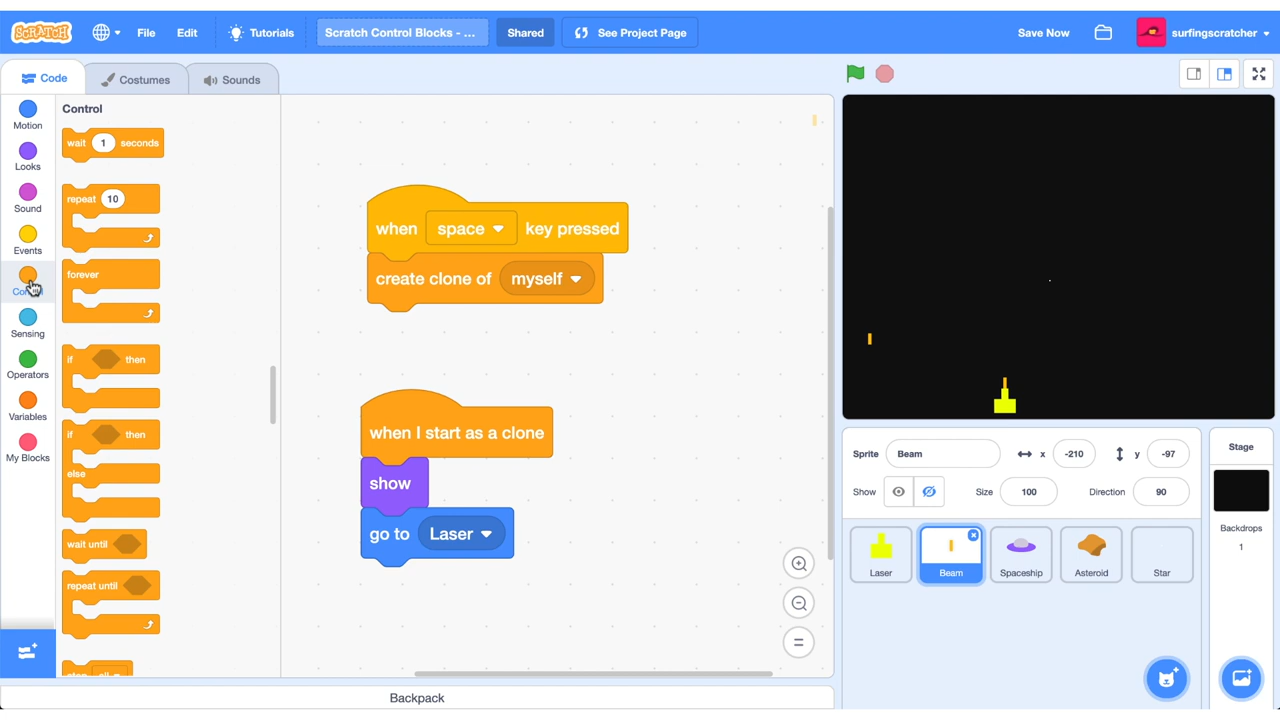 SCRATCH File Edit Tutorials Scratch Control Blocks - ... Shared See Project Page Save Now surfingscratcher
Code Costumes Sounds
Motion
Looks
Sound
Events
Sensing
Operators
Variables
My Blocks
Control
wait 1 seconds
repeat 10
forever
if then
if then
else
wait until
repeat until
when space key pressed
create clone of myself
when I start as a clone
show
go to Laser
Backpack
Sprite Beam x -210 y -97
Show Size 100 Direction 90
Laser Beam Spaceship Asteroid Star
Stage
Backdrops
1